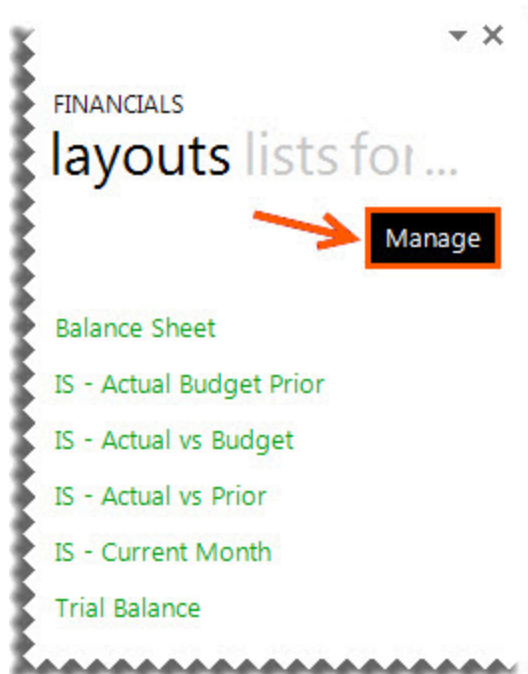 FINANCIALS
layouts lists for...
Manage
Balance Sheet
IS - Actual Budget Prior
IS - Actual vs Budget
IS - Actual vs Prior
IS - Current Month
Trial Balance